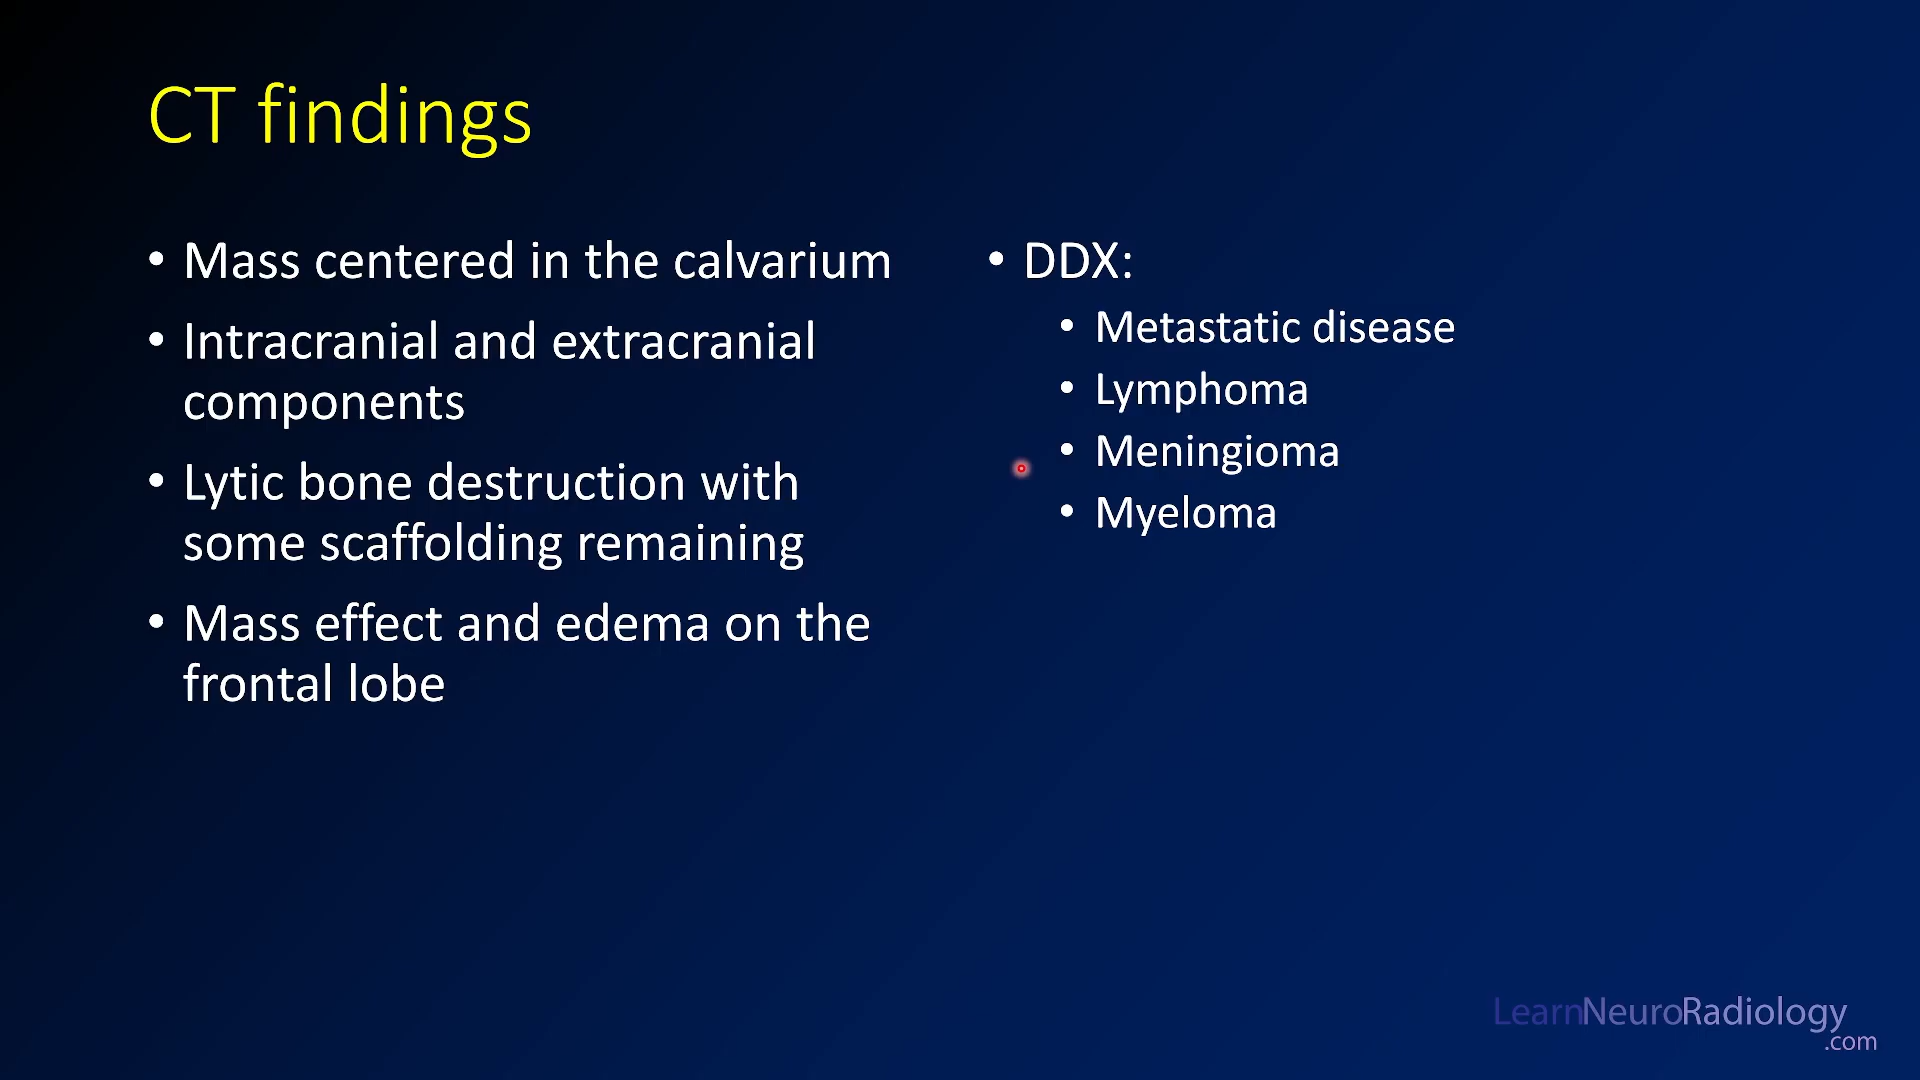 CT findings
• Mass centered in the calvarium
• Intracranial and extracranial
components
• Lytic bone destruction with
some scaffolding remaining
• Mass effect and edema on the
frontal lobe
• DDX:
• Metastatic disease
• Lymphoma
• Meningioma
• Myeloma
LearnNeuroRadiology
.com